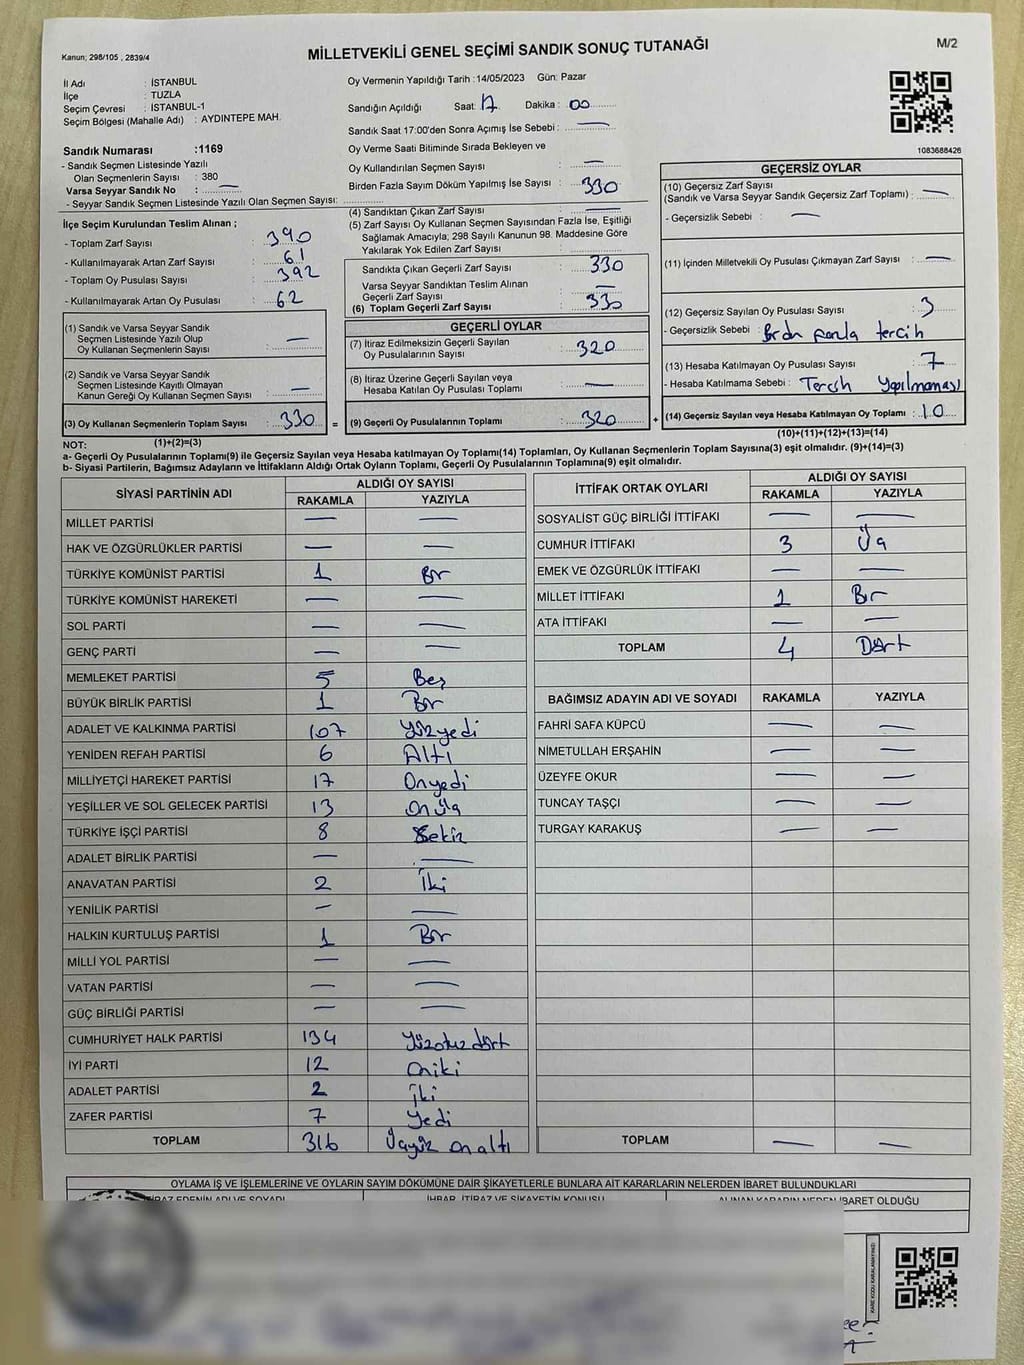 Kanun; 298/105 , 2839/4
MİLLETVEKİLİ GENEL SEÇİMİ SANDIK SONUÇ TUTANAĞI
M/2
İl Adı : İSTANBUL
İlçe : TUZLA
Seçim Çevresi : İSTANBUL-1
Seçim Bölgesi (Mahalle Adı) : AYDINTEPE MAH.
Oy Vermenin Yapıldığı Tarih :14/05/2023 Gün: Pazar
Sandığın Açıldığı Saat: 17 Dakika : 00
Sandık Saat 17:00'den Sonra Açımış İse Sebebi : —
Oy Verme Saati Bitiminde Sırada Bekleyen ve
Oy Kullandırılan Seçmen Sayısı : —
Birden Fazla Sayım Döküm Yapılmış İse Sayısı : 330
1083688426
Sandık Numarası :1169
- Sandık Seçmen Listesinde Yazılı
Olan Seçmenlerin Sayısı : 380
Varsa Seyyar Sandık No : —
- Seyyar Sandık Seçmen Listesinde Yazılı Olan Seçmen Sayısı:
İlçe Seçim Kurulundan Teslim Alınan ;
- Toplam Zarf Sayısı : 390
- Kullanılmayarak Artan Zarf Sayısı : 61
- Toplam Oy Pusulası Sayısı : 392
- Kullanılmayarak Artan Oy Pusulası : 62
(1) Sandık ve Varsa Seyyar Sandık
Seçmen Listesinde Yazılı Olup
Oy Kullanan Seçmenlerin Sayısı : —
(2) Sandık ve Varsa Seyyar Sandık
Seçmen Listesinde Kayıtlı Olmayan
Kanun Gereği Oy Kullanan Seçmen Sayısı : —
(3) Oy Kullanan Seçmenlerin Toplam Sayısı : 330 =
(4) Sandıktan Çıkan Zarf Sayısı : —
(5) Zarf Sayısı Oy Kullanan Seçmen Sayısından Fazla İse, Eşitliği
Sağlamak Amacıyla; 298 Sayılı Kanunun 98. Maddesine Göre
Yakılarak Yok Edilen Zarf Sayısı :
Sandıkta Çıkan Geçerli Zarf Sayısı : 330
Varsa Seyyar Sandıktan Teslim Alınan
Geçerli Zarf Sayısı : —
(6) Toplam Geçerli Zarf Sayısı : 330
GEÇERLİ OYLAR
(7) İtiraz Edilmeksizin Geçerli Sayılan
Oy Pusulalarının Sayısı : 320
(8) İtiraz Üzerine Geçerli Sayılan veya
Hesaba Katılan Oy Pusulası Toplamı : —
(9) Geçerli Oy Pusulalarının Toplamı : 320 +
GEÇERSİZ OYLAR
(10) Geçersiz Zarf Sayısı
(Sandık ve Varsa Seyyar Sandık Geçersiz Zarf Toplamı) : —
- Geçersizlik Sebebi : —
(11) İçinden Milletvekili Oy Pusulası Çıkmayan Zarf Sayısı : —
(12) Geçersiz Sayılan Oy Pusulası Sayısı : 3
- Geçersizlik Sebebi : Birden fazla tercih
(13) Hesaba Katılmayan Oy Pusulası Sayısı : 7
- Hesaba Katılmama Sebebi : Tercih Yapılmaması
(14) Geçersiz Sayılan veya Hesaba Katılmayan Oy Toplamı : 10
NOT: (1)+(2)=(3)
(10)+(11)+(12)+(13)=(14)
a- Geçerli Oy Pusulalarının Toplamı(9) ile Geçersiz Sayılan veya Hesaba katılmayan Oy Toplamı(14) Toplamları, Oy Kullanan Seçmenlerin Toplam Sayısına(3) eşit olmalıdır. (9)+(14)=(3)
b- Siyasi Partilerin, Bağımsız Adayların ve İttifakların Aldığı Ortak Oyların Toplamı, Geçerli Oy Pusulalarının Toplamına(9) eşit olmalıdır.
SİYASİ PARTİNİN ADI ALDIĞI OY SAYISI
RAKAMLA YAZIYLA
MİLLET PARTİSİ — —
HAK VE ÖZGÜRLÜKLER PARTİSİ — —
TÜRKİYE KOMÜNİST PARTİSİ 1 Bir
TÜRKİYE KOMÜNİST HAREKETİ — —
SOL PARTİ — —
GENÇ PARTİ — —
MEMLEKET PARTİSİ 5 Beş
BÜYÜK BİRLİK PARTİSİ 1 Bir
ADALET VE KALKINMA PARTİSİ 107 Yüzyedi
YENİDEN REFAH PARTİSİ 6 Altı
MİLLİYETÇİ HAREKET PARTİSİ 17 Onyedi
YEŞİLLER VE SOL GELECEK PARTİSİ 13 Onüç
TÜRKİYE İŞÇİ PARTİSİ 8 Sekiz
ADALET BİRLİK PARTİSİ — —
ANAVATAN PARTİSİ 2 İki
YENİLİK PARTİSİ — —
HALKIN KURTULUŞ PARTİSİ 1 Bir
MİLLİ YOL PARTİSİ — —
VATAN PARTİSİ — —
GÜÇ BİRLİĞİ PARTİSİ — —
CUMHURİYET HALK PARTİSİ 134 Yüzotuzdört
İYİ PARTİ 12 Oniki
ADALET PARTİSİ 2 İki
ZAFER PARTİSİ 7 Yedi
TOPLAM 316 Üçyüz onaltı
İTTİFAK ORTAK OYLARI ALDIĞI OY SAYISI
RAKAMLA YAZIYLA
SOSYALİST GÜÇ BİRLİĞİ İTTİFAKI — —
CUMHUR İTTİFAKI 3 Üç
EMEK VE ÖZGÜRLÜK İTTİFAKI — —
MİLLET İTTİFAKI 1 Bir
ATA İTTİFAKI — —
TOPLAM 4 Dört
BAĞIMSIZ ADAYIN ADI VE SOYADI RAKAMLA YAZIYLA
FAHRİ SAFA KÜPCÜ — —
NİMETULLAH ERŞAHİN — —
ÜZEYFE OKUR — —
TUNCAY TAŞÇI — —
TURGAY KARAKUŞ — —
TOPLAM — —
OYLAMA İŞ VE İŞLEMLERİNE VE OYLARIN SAYIM DÖKÜMÜNE DAİR ŞİKAYETLERLE BUNLARA AİT KARARLARIN NELERDEN İBARET BULUNDUKLARI
İTİRAZ EDENİN ADI VE SOYADI İHBAR, İTİRAZ VE ŞİKAYETİN KONUSU ALINAN KARARIN NEDEN İBARET OLDUĞU
KARE KODU KARALAMAYINIZ!